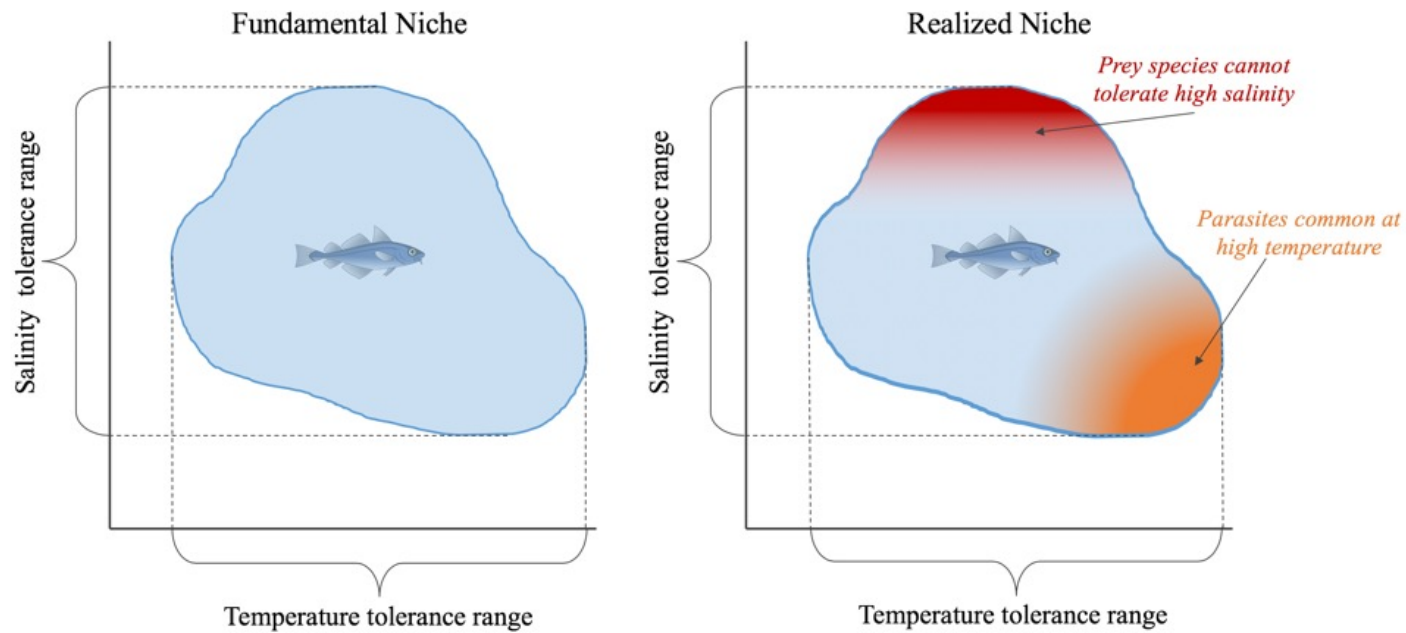 Fundamental Niche
Salinity tolerance range
Temperature tolerance range
Realized Niche
Prey species cannot
tolerate high salinity
Parasites common at
high temperature
Salinity tolerance range
Temperature tolerance range